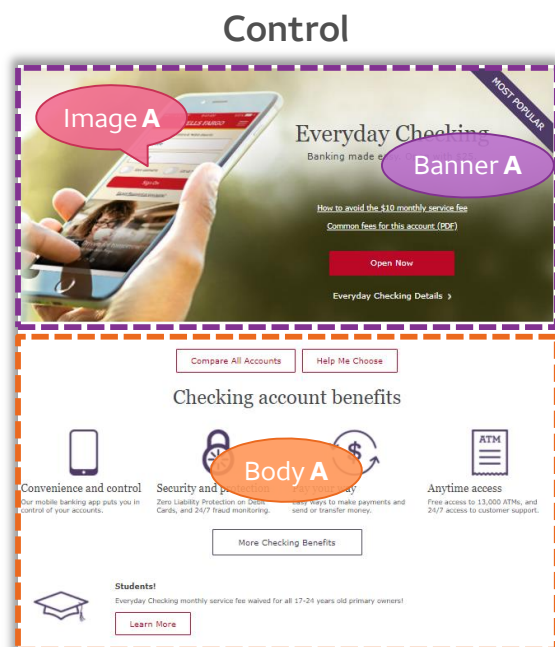 Control
MOST POPULAR
WELLS FARGO
Image A
Sign On
Everyday Checking
Banking made
Banner A
How to avoid the $10 monthly service fee
Common fees for this account (PDF)
Open Now
Everyday Checking Details
Compare All Accounts
Help Me Choose
Checking account benefits
ATM
Body A
Convenience and control
Our mobile banking app puts you in
control of your accounts.
Security and protection
Zero Liability Protection on Debit
Cards, and 24/7 fraud monitoring.
way
Easy ways to make payments and
send or transfer money.
Anytime access
Free access to 13,000 ATMs, and
24/7 access to customer support.
More Checking Benefits
Students!
Everyday Checking monthly service fee waived for all 17-24 years old primary owners!
Learn More